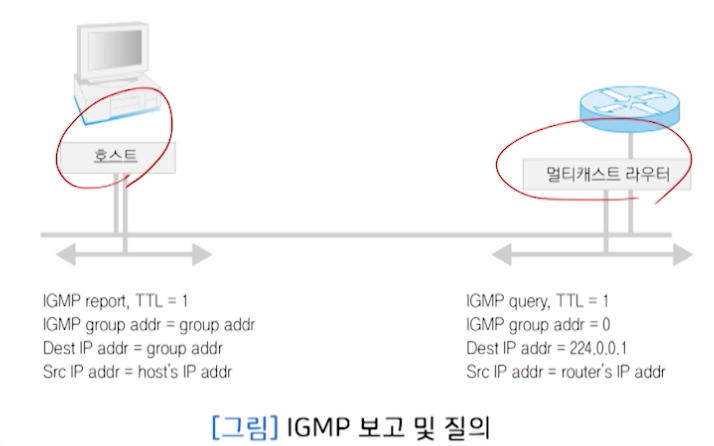 호스트
멀티캐스트 라우터
IGMP report, TTL = 1
IGMP group addr = group addr
Dest IP addr = group addr
Src IP addr = host's IP addr
IGMP query, TTL = 1
IGMP group addr = 0
Dest IP addr = 224.0.0.1
Src IP addr = router's IP addr
[그림] IGMP 보고 및 질의